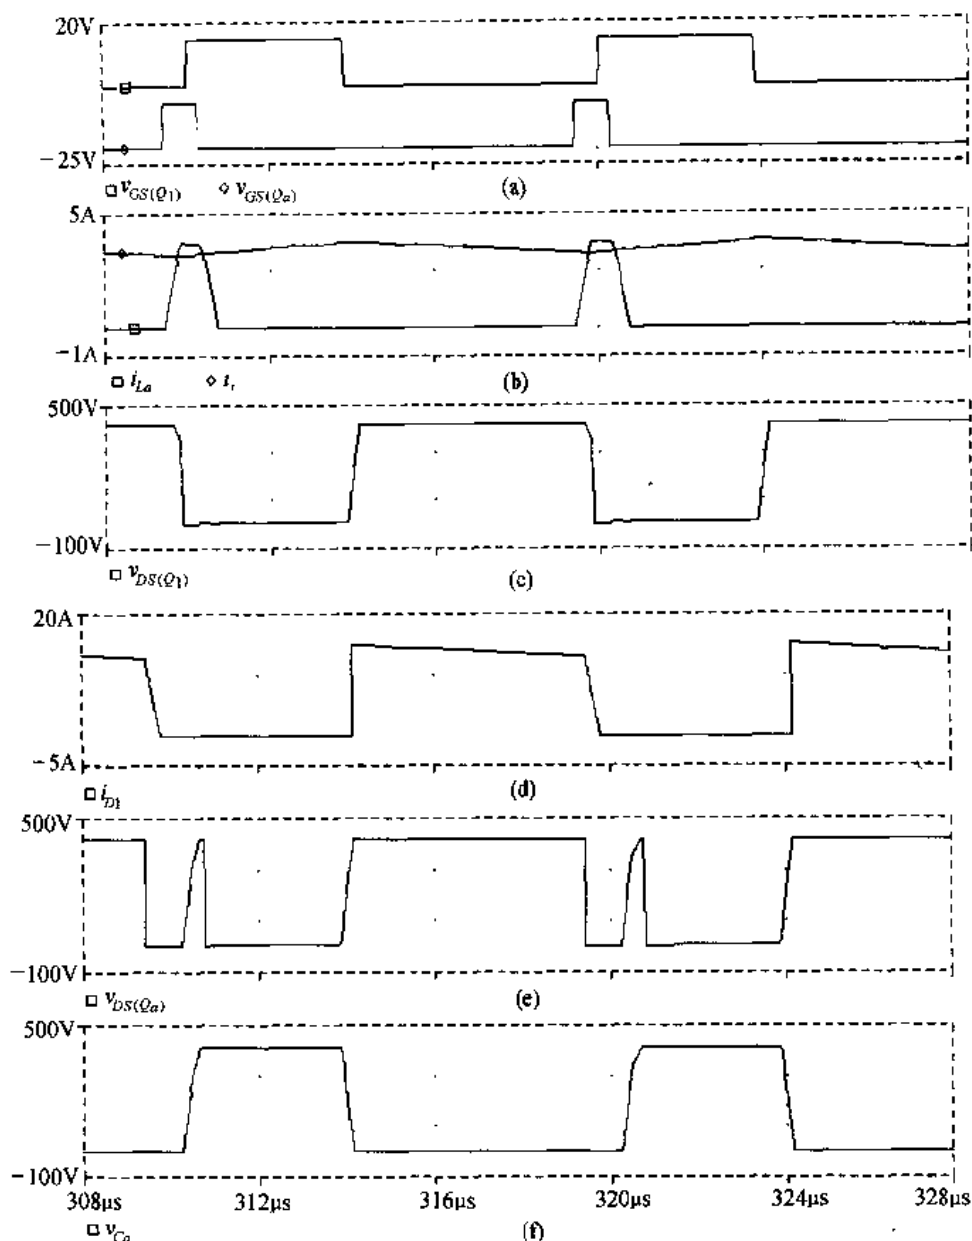 20V
−25V
v_GS(Q1) v_GS(Qa) (a)
5A
−1A
i_La (b)
500V
−100V
v_DS(Q1) (c)
20A
−5A
i_D1 (d)
500V
−100V
v_DS(Qa) (e)
500V
−100V
308μs 312μs 316μs 320μs 324μs 328μs
v_Ca (f)